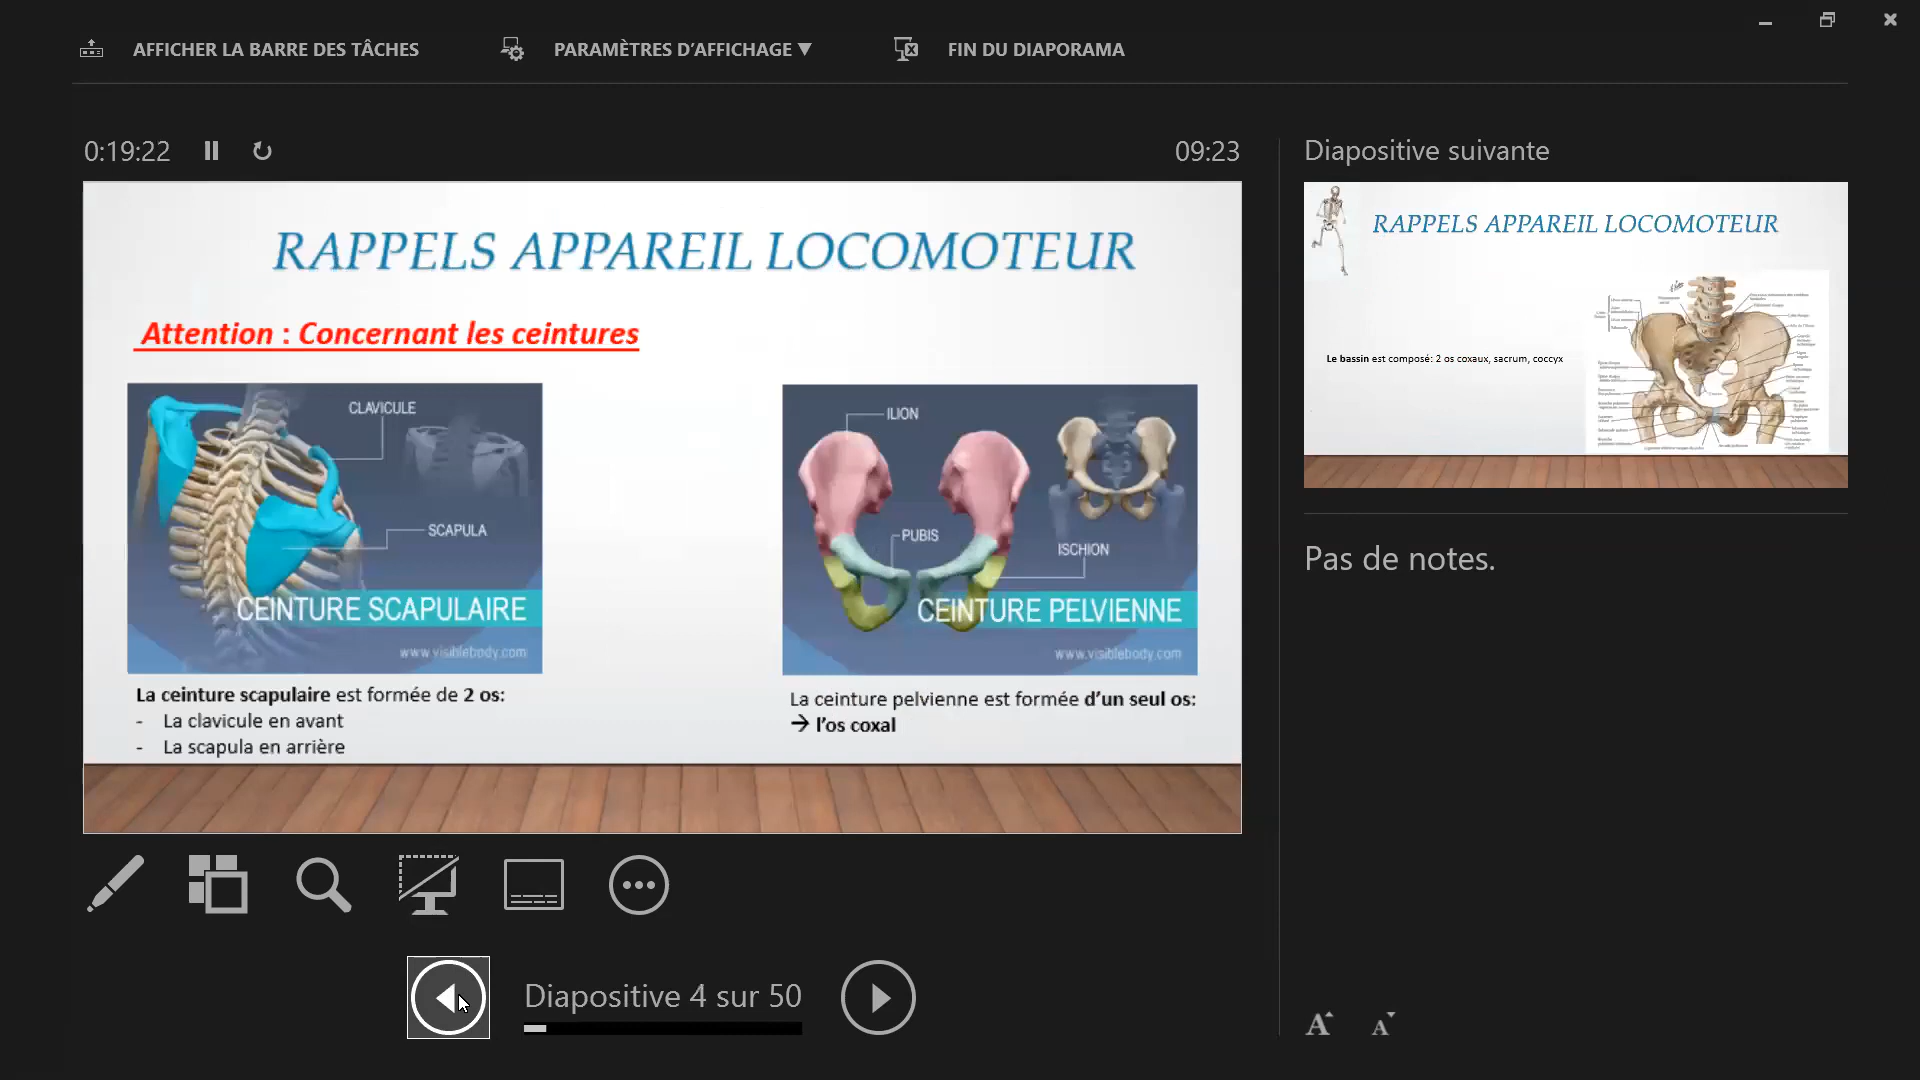 AFFICHER LA BARRE DES TÂCHES
PARAMÈTRES D'AFFICHAGE ▼
FIN DU DIAPORAMA
0:19:22
09:23
RAPPELS APPAREIL LOCOMOTEUR
Attention : Concernant les ceintures
CLAVICULE
SCAPULA
CEINTURE SCAPULAIRE
www.visiblebody.com
La ceinture scapulaire est formée de 2 os:
- La clavicule en avant
- La scapula en arrière
ILION
PUBIS
ISCHION
CEINTURE PELVIENNE
www.visiblebody.com
La ceinture pelvienne est formée d'un seul os:
→ l'os coxal
Diapositive 4 sur 50
Diapositive suivante
RAPPELS APPAREIL LOCOMOTEUR
Le bassin est composé: 2 os coxaux, sacrum, coccyx
Pas de notes.
A A